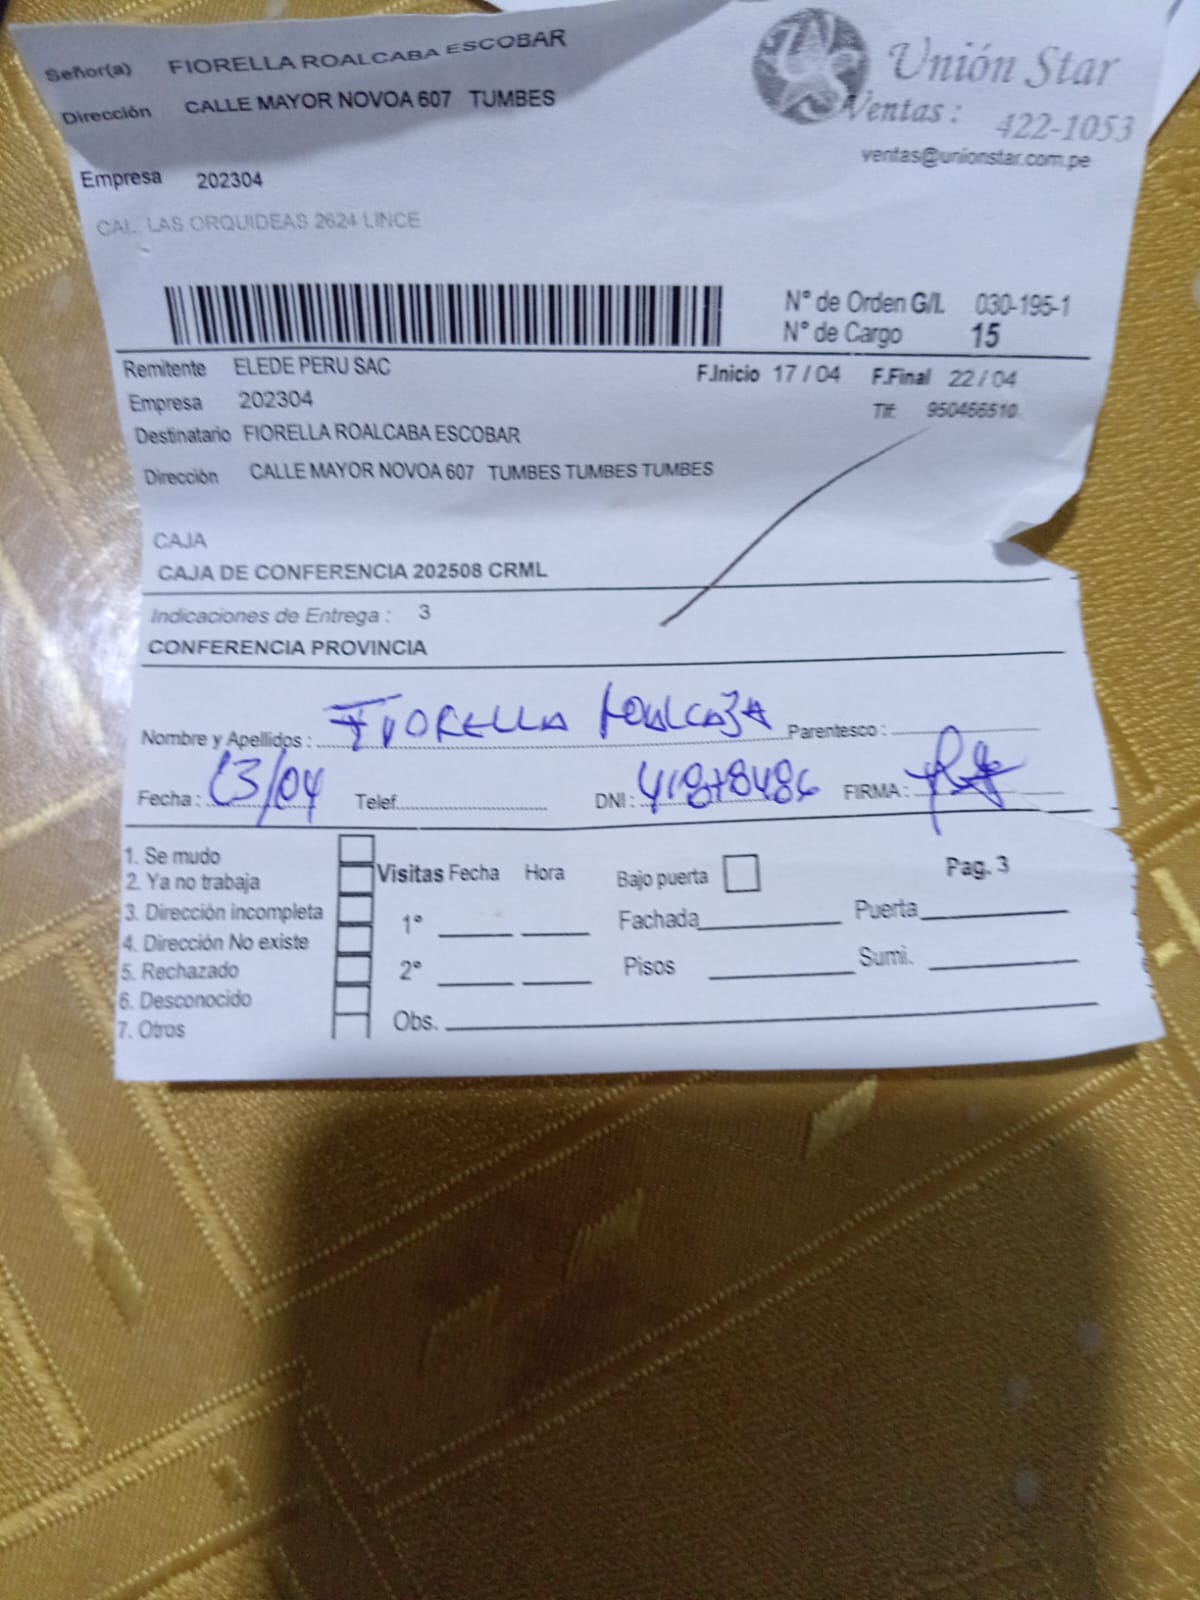 Señor(a) FIORELLA ROALCABA ESCOBAR
Unión Star
Dirección CALLE MAYOR NOVOA 607 TUMBES
Ventas : 422-1053
ventas@unionstar.com.pe
Empresa 202304
CAL. LAS ORQUIDEAS 2624 LINCE
N° de Orden G/I. 030-195-1
N° de Cargo 15
Remitente ELEDE PERU SAC
F.Inicio 17 / 04 F.Final 22 / 04
Empresa 202304
Tlf: 950466510
Destinatario FIORELLA ROALCABA ESCOBAR
Dirección CALLE MAYOR NOVOA 607 TUMBES TUMBES TUMBES
CAJA
CAJA DE CONFERENCIA 202508 CRML
Indicaciones de Entrega : 3
CONFERENCIA PROVINCIA
Nombre y Apellidos : FIORELLA ROALCABA Parentesco :
Fecha : /04 Telef. DNI : 41878486 FIRMA :
1. Se mudo
2. Ya no trabaja
3. Dirección incompleta
4. Dirección No existe
5. Rechazado
6. Desconocido
7. Otros
Visitas Fecha Hora
1°
2°
Obs.
Bajo puerta
Pag. 3
Fachada Puerta
Pisos Sumi.